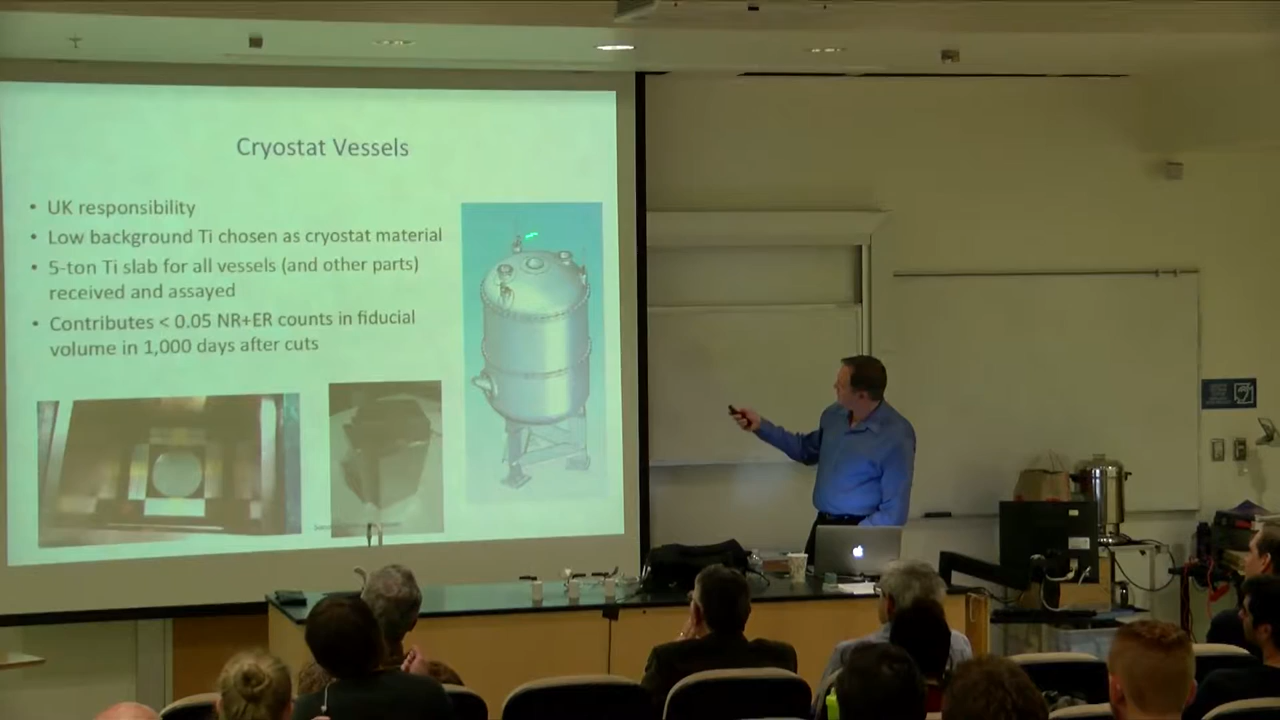 Cryostat Vessels
• UK responsibility
• Low background Ti chosen as cryostat material
• 5-ton Ti slab for all vessels (and other parts)
received and assayed
• Contributes < 0.05 NR+ER counts in fiducial
volume in 1,000 days after cuts